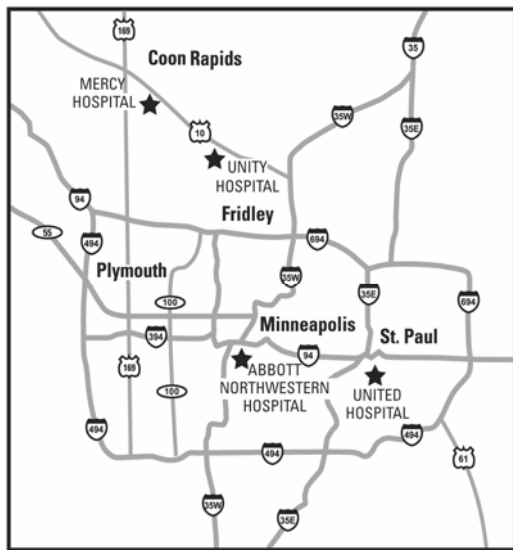 169
35
Coon Rapids
MERCY
HOSPITAL
35W
35E
10
UNITY
HOSPITAL
94
Fridley
55
494
694
Plymouth
35W
100
35E
694
Minneapolis
394
St. Paul
94
169
ABBOTT
NORTHWESTERN
HOSPITAL
100
UNITED
HOSPITAL
494
494
494
61
35W
35E